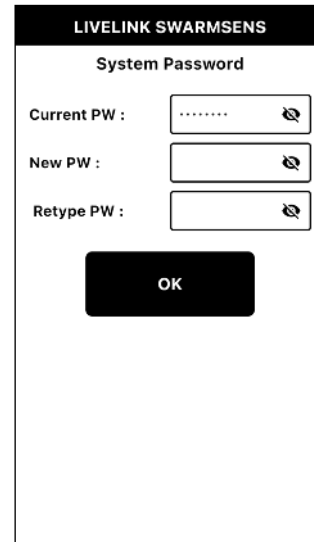 LIVELINK SWARMSENS
System Password
Current PW : ········
New PW :
Retype PW :
OK